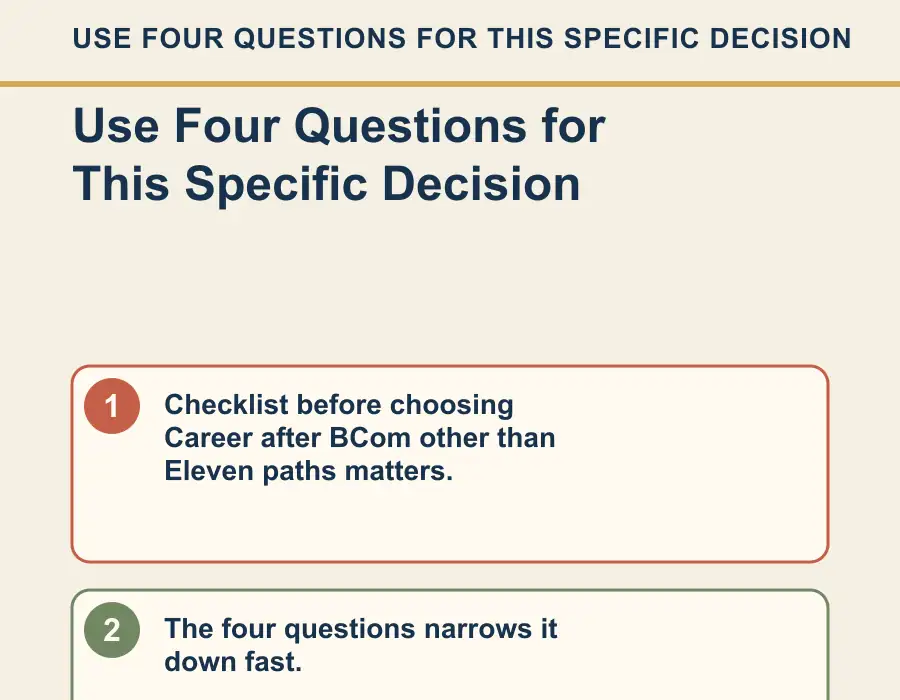 USE FOUR QUESTIONS FOR THIS SPECIFIC DECISION
Use Four Questions for
This Specific Decision
1
Checklist before choosing
Career after BCom other than
Eleven paths matters.
2
The four questions narrows it
down fast.